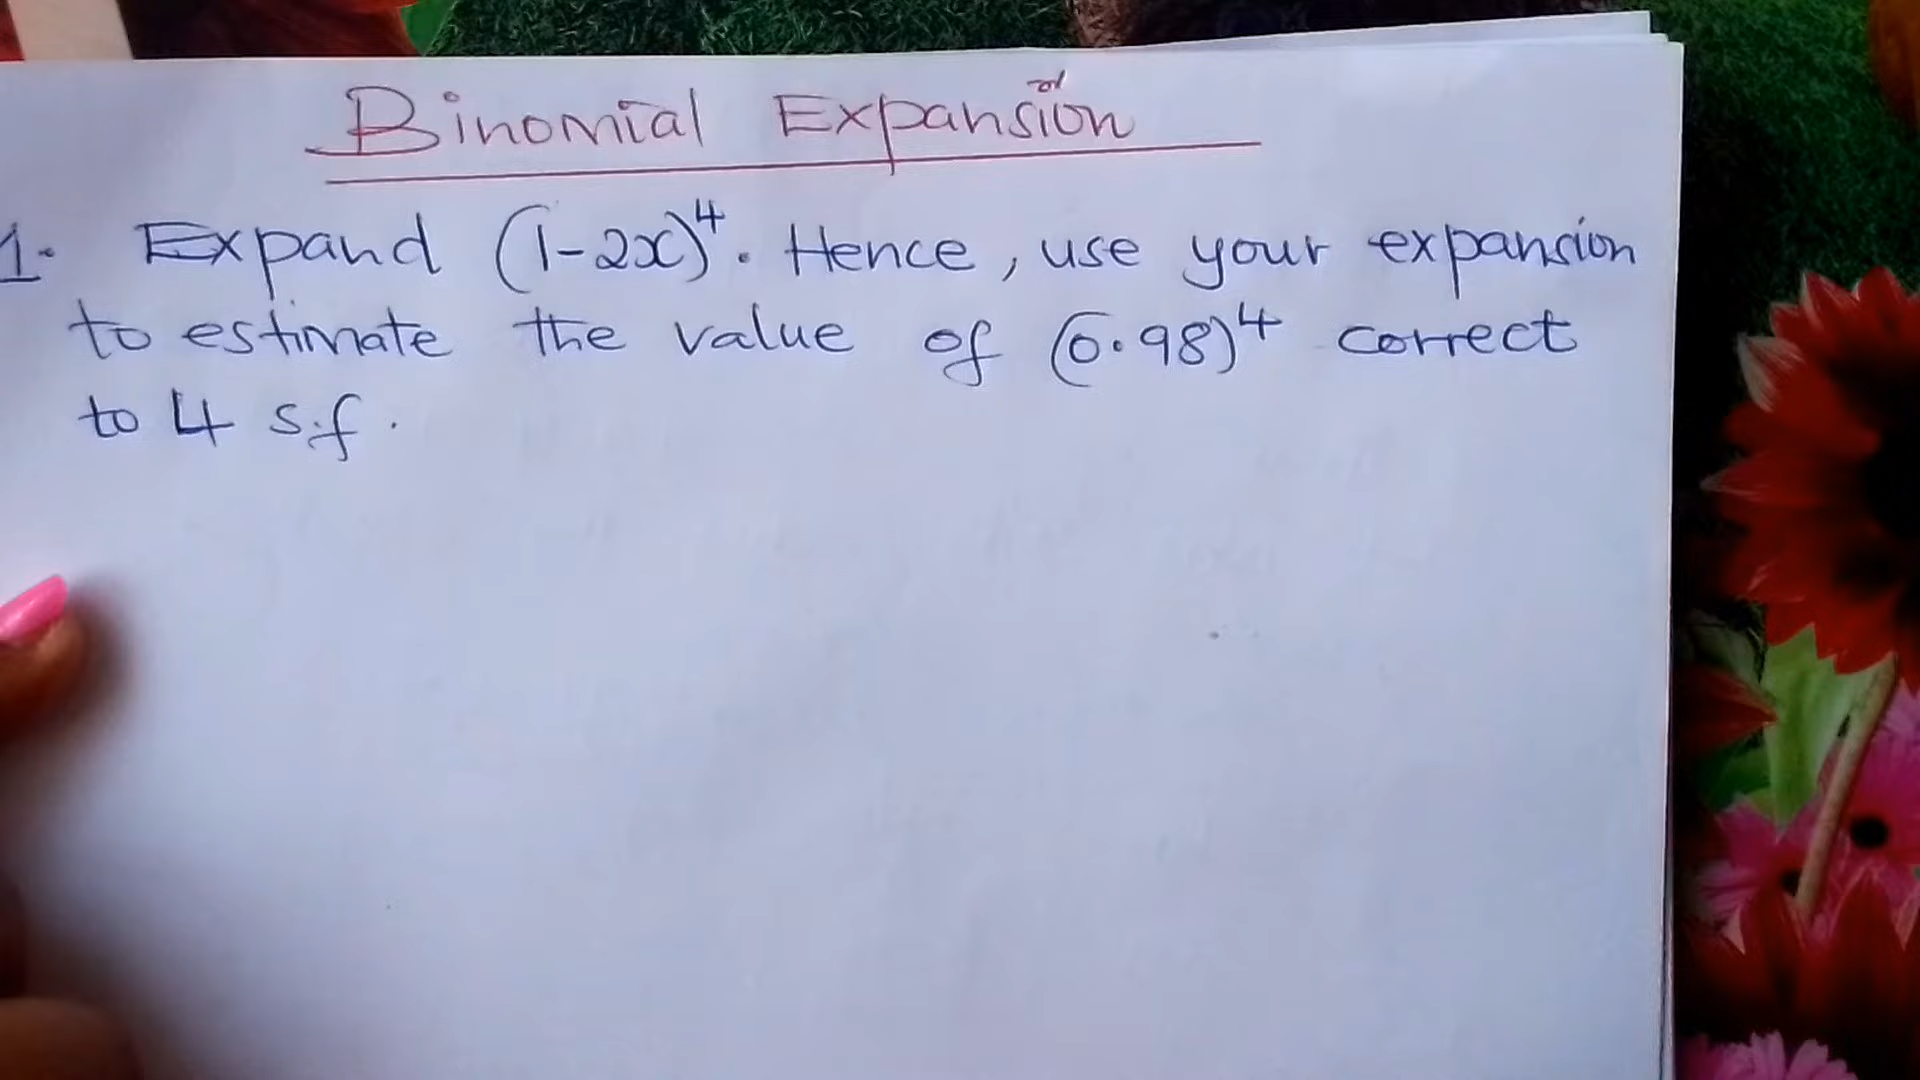 Binomial Expansion
1. Expand (1-2x)⁴. Hence, use your expansion
to estimate the value of (0.98)⁴ correct
to 4 s.f.